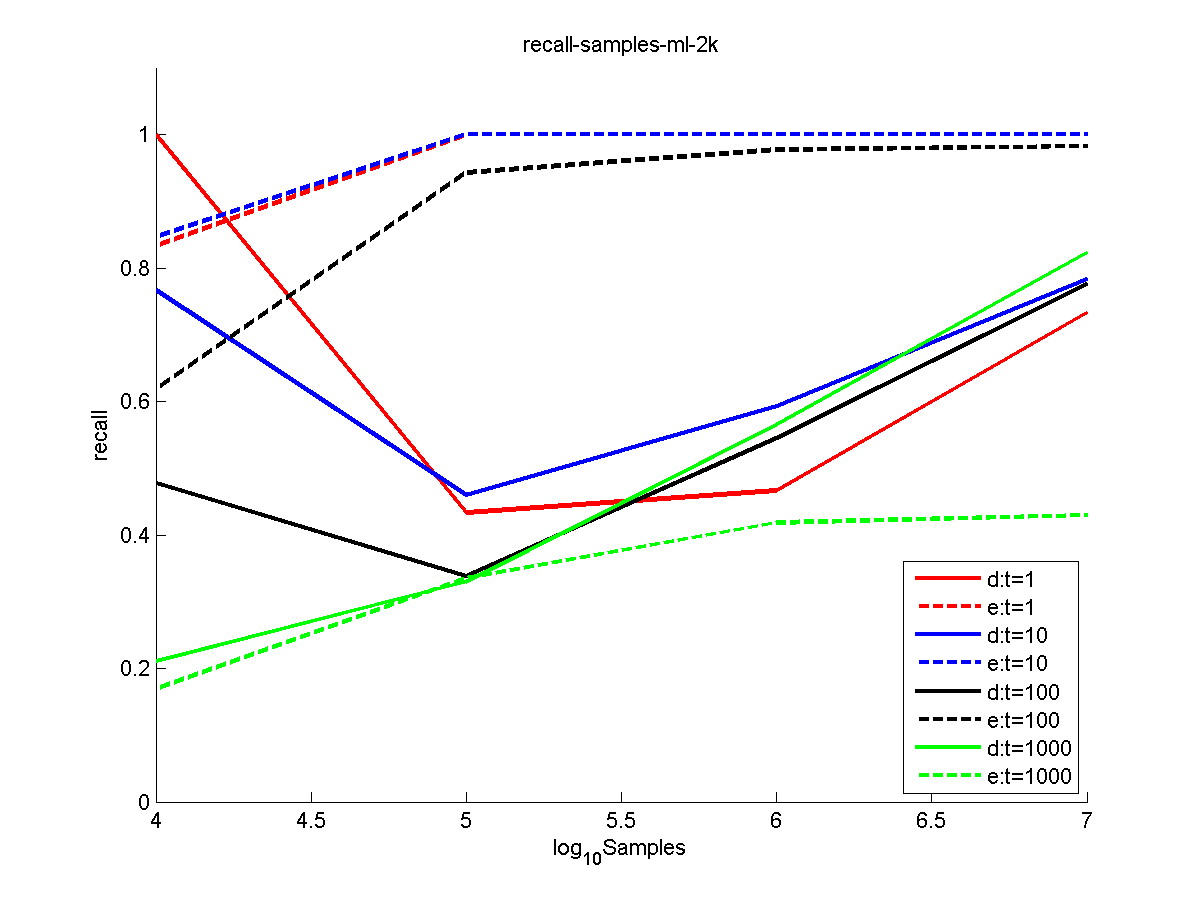 recall-samples-ml-2k
1
0.8
0.6
0.4
0.2
0
recall
4 4.5 5 5.5 6 6.5 7
log10Samples
d:t=1
e:t=1
d:t=10
e:t=10
d:t=100
e:t=100
d:t=1000
e:t=1000